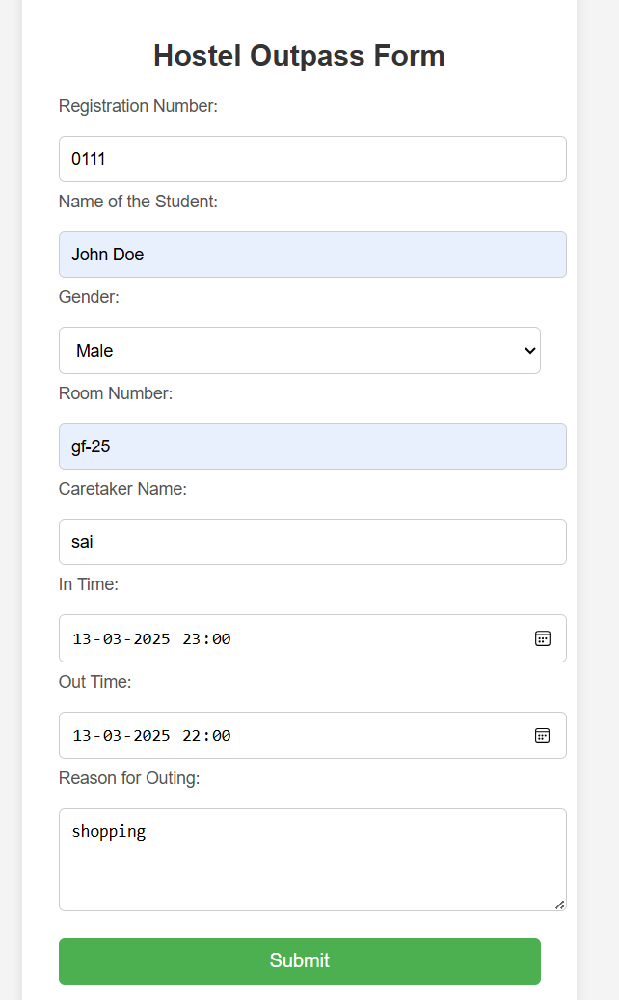 Hostel Outpass Form
Registration Number:
0111
Name of the Student:
John Doe
Gender:
Male
Room Number:
gf-25
Caretaker Name:
sai
In Time:
13-03-2025 23:00
Out Time:
13-03-2025 22:00
Reason for Outing:
shopping
Submit